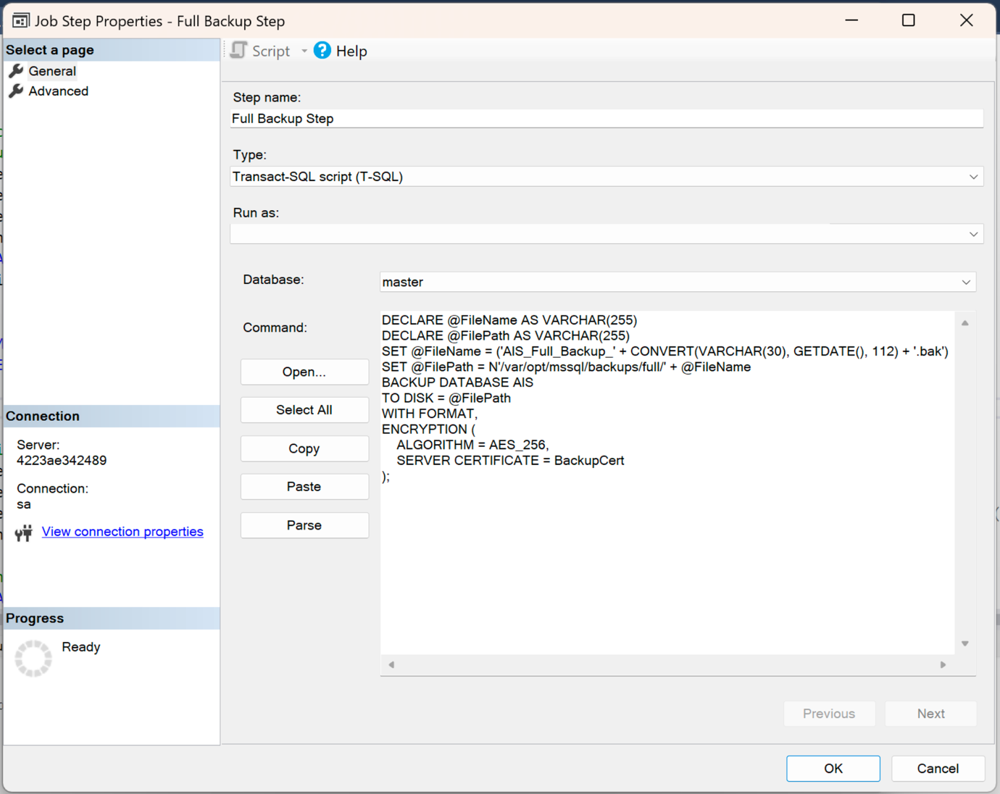 Job Step Properties - Full Backup Step
Select a page
General
Advanced
Script
Help
Step name:
Full Backup Step
Type:
Transact-SQL script (T-SQL)
Run as:
Database:
master
Command:
Open...
Select All
Copy
Paste
Parse
DECLARE @FileName AS VARCHAR(255)
DECLARE @FilePath AS VARCHAR(255)
SET @FileName = ('AIS_Full_Backup_' + CONVERT(VARCHAR(30), GETDATE(), 112) + '.bak')
SET @FilePath = N'/var/opt/mssql/backups/full/' + @FileName
BACKUP DATABASE AIS
TO DISK = @FilePath
WITH FORMAT,
ENCRYPTION (
    ALGORITHM = AES_256,
    SERVER CERTIFICATE = BackupCert
);
Connection
Server:
4223ae342489
Connection:
sa
View connection properties
Progress
Ready
Previous
Next
OK
Cancel